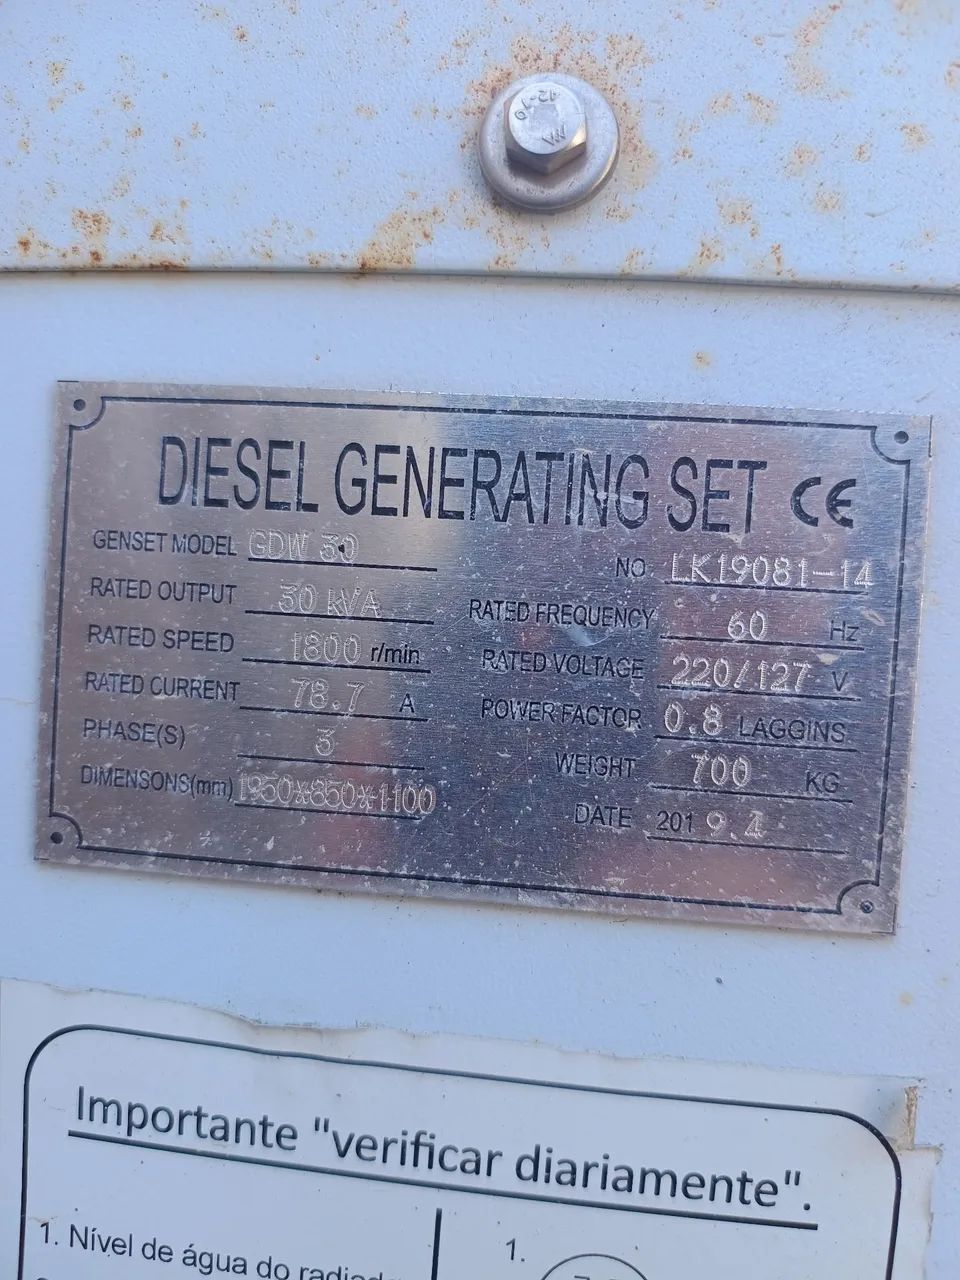 DIESEL GENERATING SET CE
GENSET MODEL GDW 30
NO LK19081-14
RATED OUTPUT 30 kVA
RATED FREQUENCY 60 Hz
RATED SPEED 1800 r/min
RATED VOLTAGE 220/127 V
RATED CURRENT 78.7 A
POWER FACTOR 0.8 LAGGINS
PHASE(S) 3
WEIGHT 700 KG
DIMENSONS(mm) 1950*850*1100
DATE 2019.4
Importante "verificar diariamente".
1. Nível de água do
1.